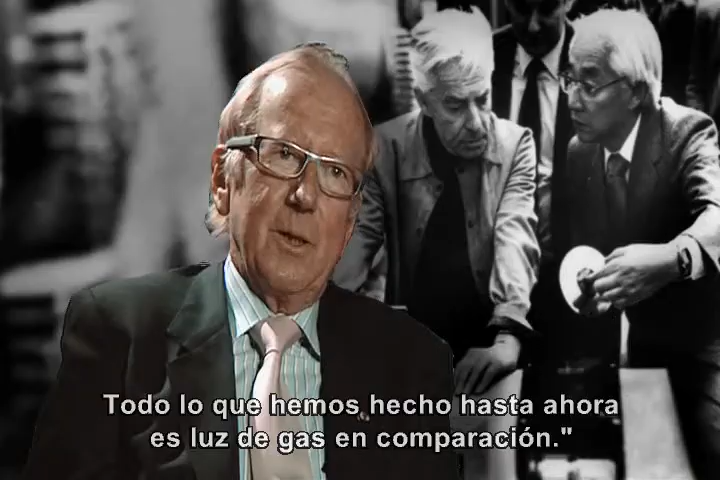 Todo lo que hemos hecho hasta ahora
es luz de gas en comparación."